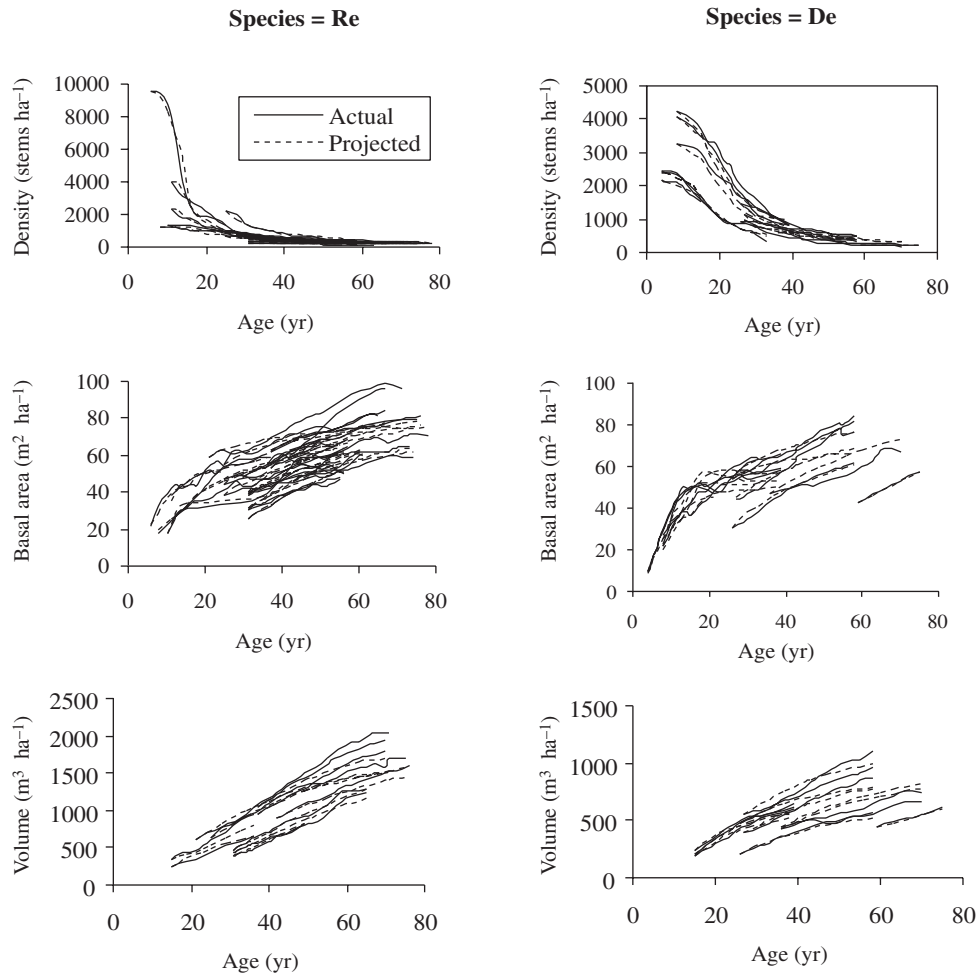 Species = Re
Species = De
Density (stems ha⁻¹)
10000
8000
6000
4000
2000
0
Actual
Projected
0 20 40 60 80
Age (yr)
Density (stems ha⁻¹)
5000
4000
3000
2000
1000
0
0 20 40 60 80
Age (yr)
Basal area (m² ha⁻¹)
100
80
60
40
20
0
0 20 40 60 80
Age (yr)
Basal area (m² ha⁻¹)
100
80
60
40
20
0
0 20 40 60 80
Age (yr)
Volume (m³ ha⁻¹)
2500
2000
1500
1000
500
0
0 20 40 60 80
Age (yr)
Volume (m³ ha⁻¹)
1500
1000
500
0
0 20 40 60 80
Age (yr)